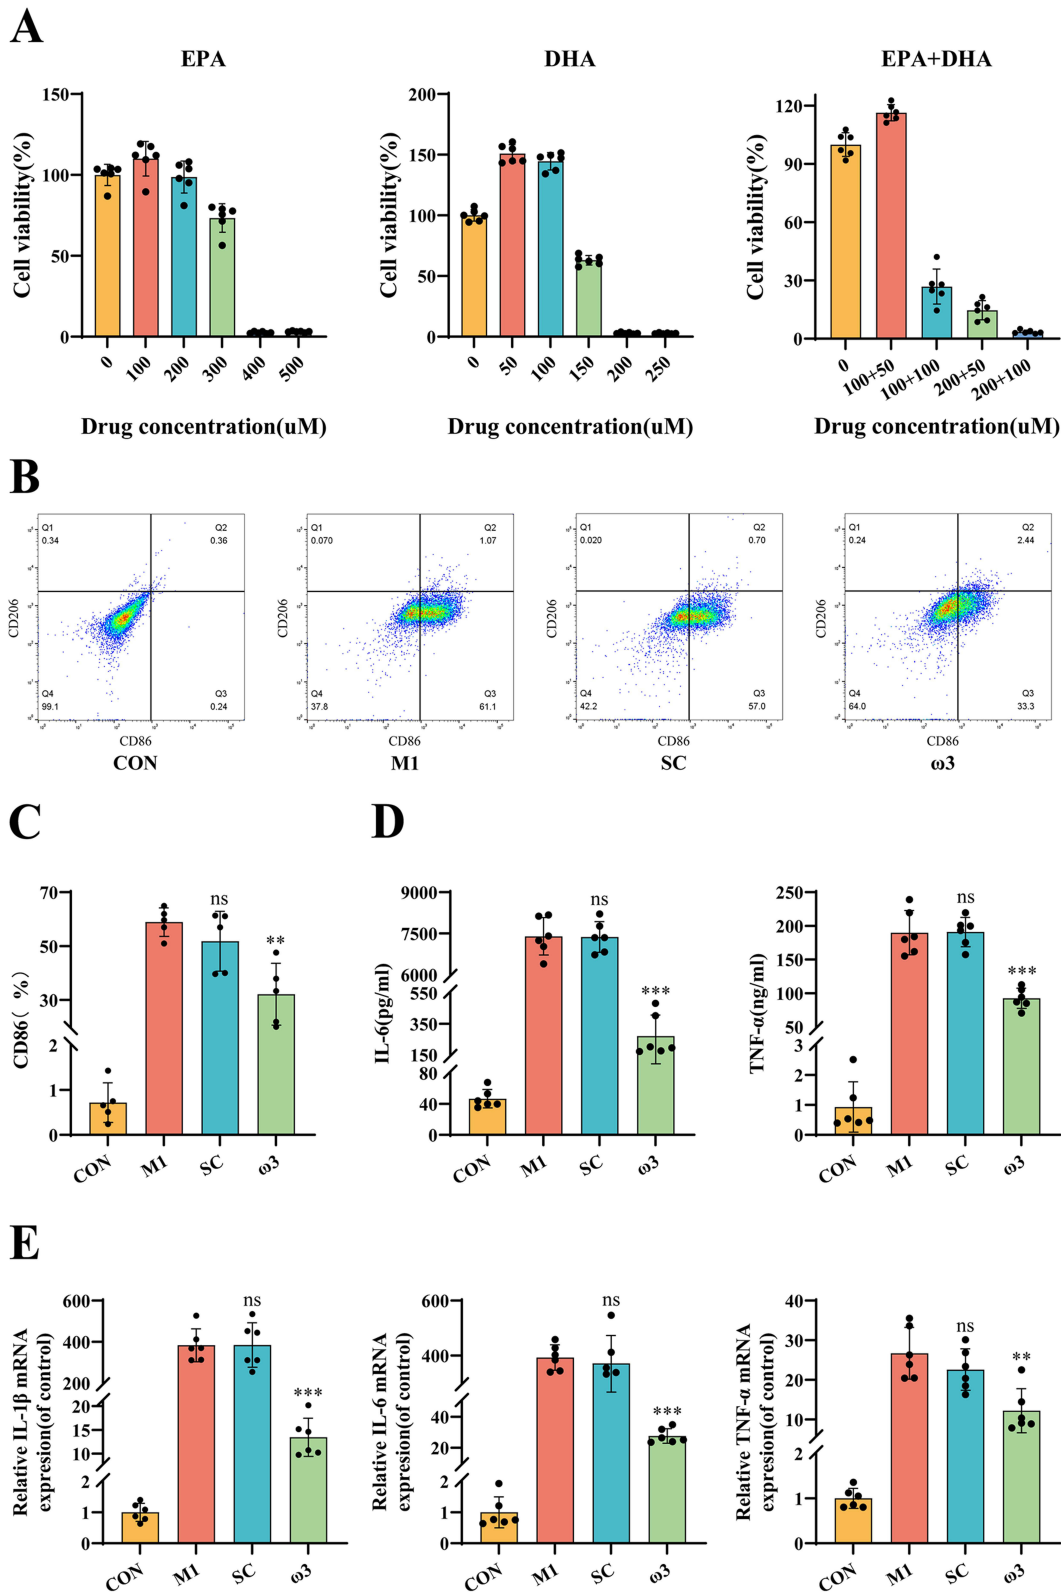 A
EPA
Cell viability(%)
150
100
50
0
0 100 200 300 400 500
Drug concentration(uM)
DHA
Cell viability(%)
200
150
100
50
0
0 50 100 150 200 250
Drug concentration(uM)
EPA+DHA
Cell viability(%)
120
90
60
30
0
0 100+50 100+100 200+50 200+100
Drug concentration(uM)
B
Q1
0.34
Q2
0.36
Q4
99.1
Q3
0.24
CD206
CD86
CON
Q1
0.070
Q2
1.07
Q4
37.8
Q3
61.1
CD206
CD86
M1
Q1
0.020
Q2
0.70
Q4
42.2
Q3
57.0
CD206
CD86
SC
Q1
0.24
Q2
2.44
Q4
64.0
Q3
33.3
CD206
CD86
ω3
C
CD86( %)
70
50
30
2
1
0
ns
**
CON M1 SC ω3
D
IL-6(pg/ml)
9000
7500
6000
550
350
150
80
40
0
ns
***
CON M1 SC ω3
TNF-α(ng/ml)
250
200
150
100
50
3
2
1
0
ns
***
CON M1 SC ω3
E
Relative IL-1β mRNA
expresion(of control)
600
400
200
20
15
10
2
1
0
ns
***
CON M1 SC ω3
Relative IL-6 mRNA
expresion(of control)
600
400
40
20
2
1
0
ns
***
CON M1 SC ω3
Relative TNF-α mRNA
expresion(of control)
40
30
20
10
2
1
0
ns
**
CON M1 SC ω3